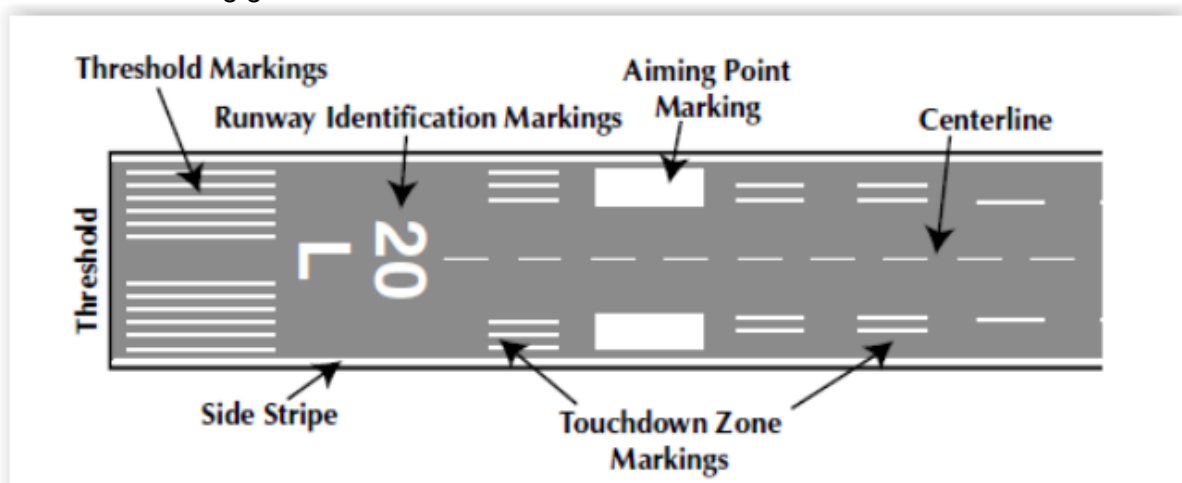 Threshold Markings
Runway Identification Markings
Aiming Point
Marking
Centerline
Threshold
L
20
Side Stripe
Touchdown Zone
Markings